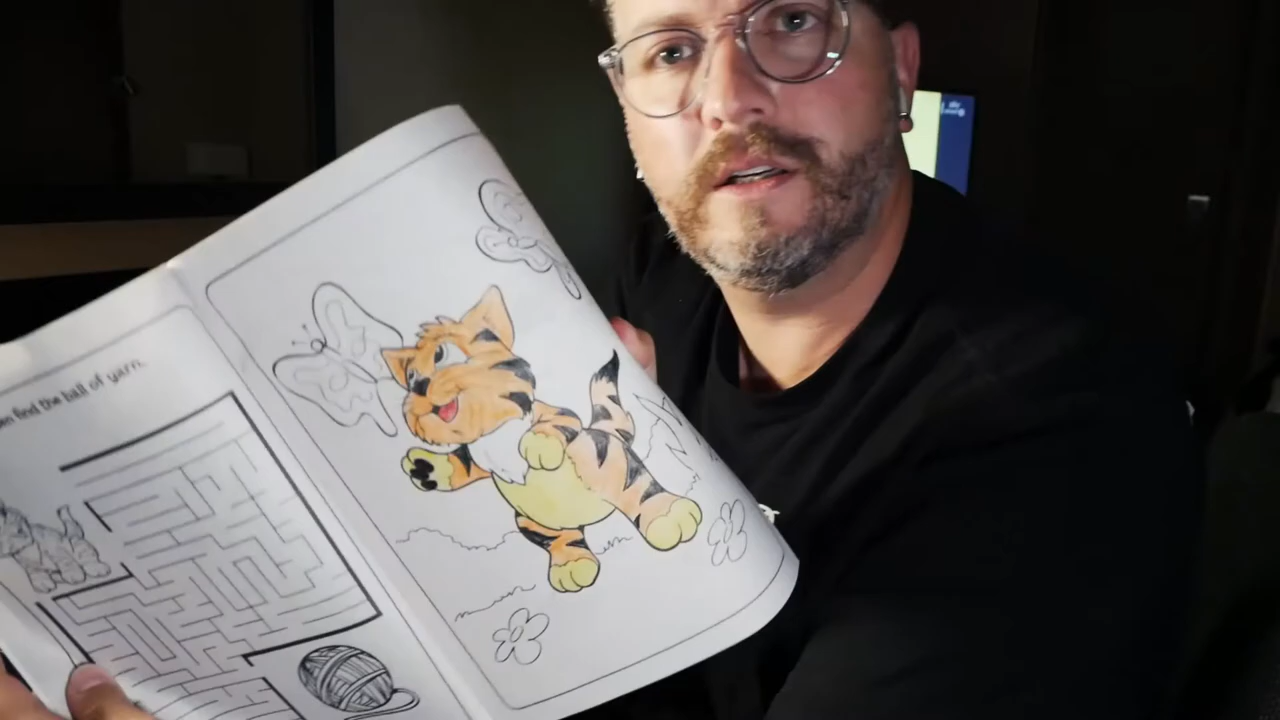 find the ball of yarn.